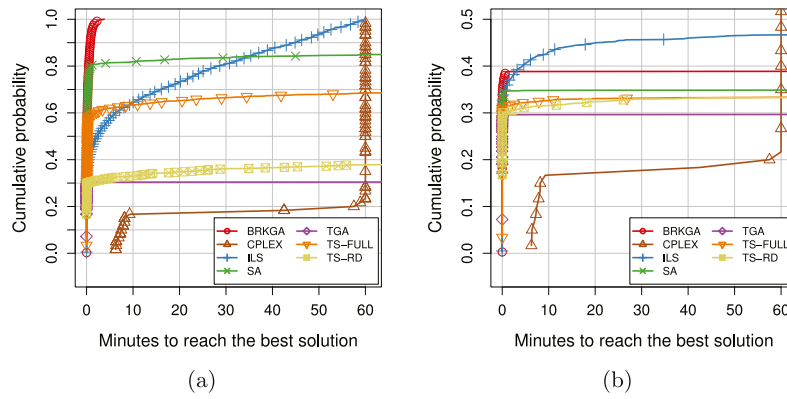 1.0
0.8
0.6
0.4
0.2
0.0
Cumulative probability
0 10 20 30 40 50 60
Minutes to reach the best solution
BRKGA
CPLEX
ILS
SA
TGA
TS−FULL
TS−RD
(a)
0.5
0.4
0.3
0.2
0.1
0.0
Cumulative probability
0 10 20 30 40 50 60
Minutes to reach the best solution
BRKGA
CPLEX
ILS
SA
TGA
TS−FULL
TS−RD
(b)